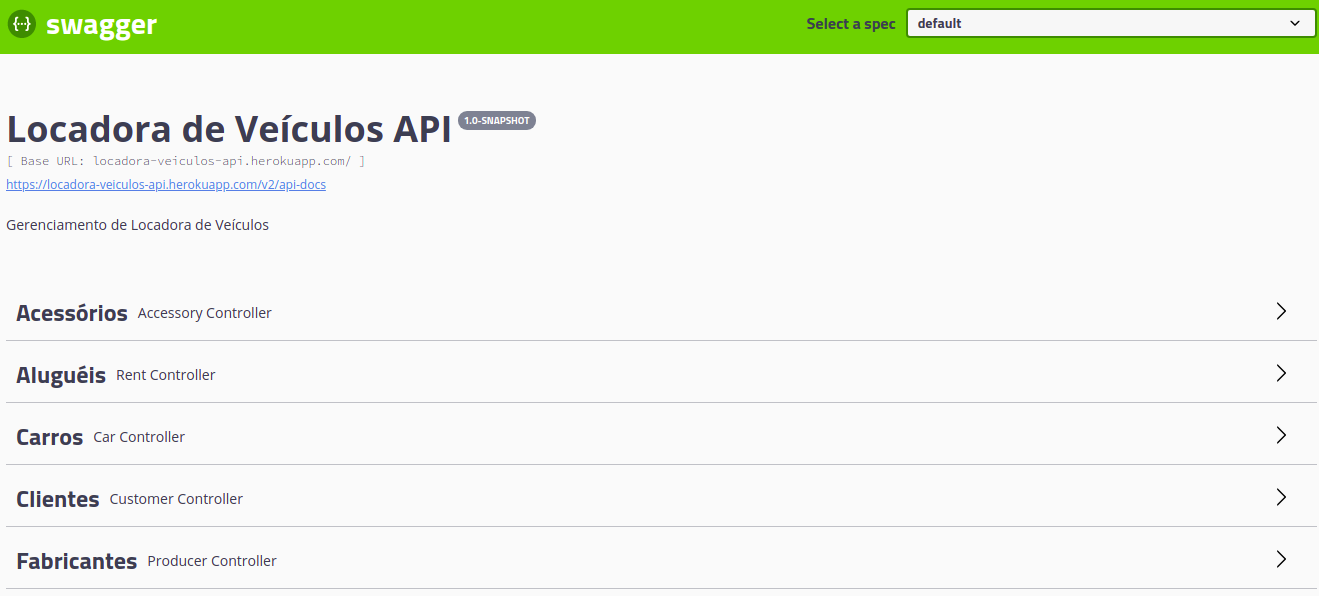 {···} swagger
Select a spec default
Locadora de Veículos API 1.0-SNAPSHOT
[ Base URL: locadora-veiculos-api.herokuapp.com/ ]
https://locadora-veiculos-api.herokuapp.com/v2/api-docs
Gerenciamento de Locadora de Veículos
Acessórios Accessory Controller
Aluguéis Rent Controller
Carros Car Controller
Clientes Customer Controller
Fabricantes Producer Controller